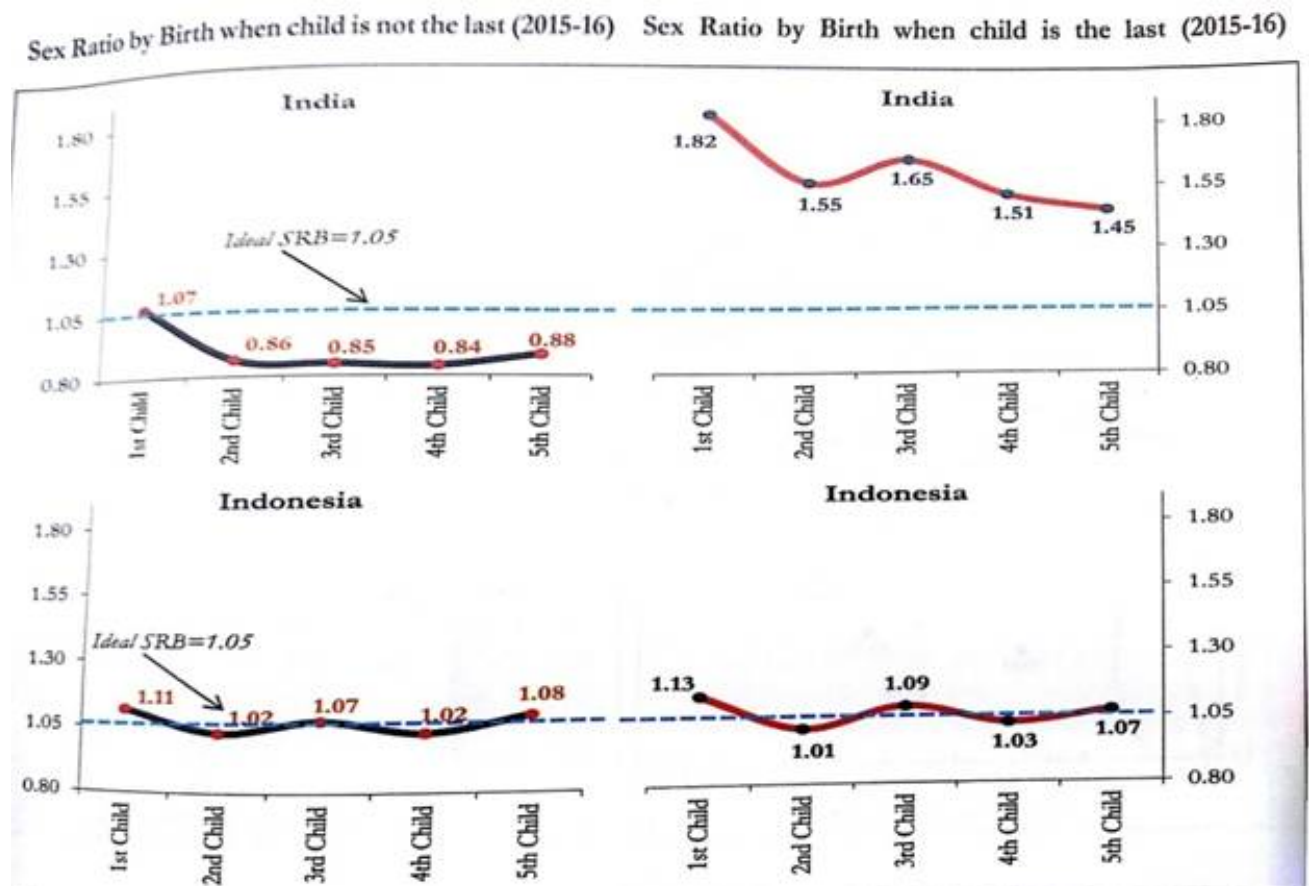 Sex Ratio by Birth when child is not the last (2015-16)
Sex Ratio by Birth when child is the last (2015-16)
India
1.80
1.55
1.30
1.05
0.80
Ideal SRB=1.05
1.07
0.86
0.85
0.84
0.88
1st Child
2nd Child
3rd Child
4th Child
5th Child
India
1.82
1.55
1.65
1.51
1.45
1.80
1.55
1.30
1.05
0.80
1st Child
2nd Child
3rd Child
4th Child
5th Child
Indonesia
1.80
1.55
1.30
1.05
0.80
Ideal SRB=1.05
1.11
1.02
1.07
1.02
1.08
1st Child
2nd Child
3rd Child
4th Child
5th Child
Indonesia
1.13
1.01
1.09
1.03
1.07
1.80
1.55
1.30
1.05
0.80
1st Child
2nd Child
3rd Child
4th Child
5th Child